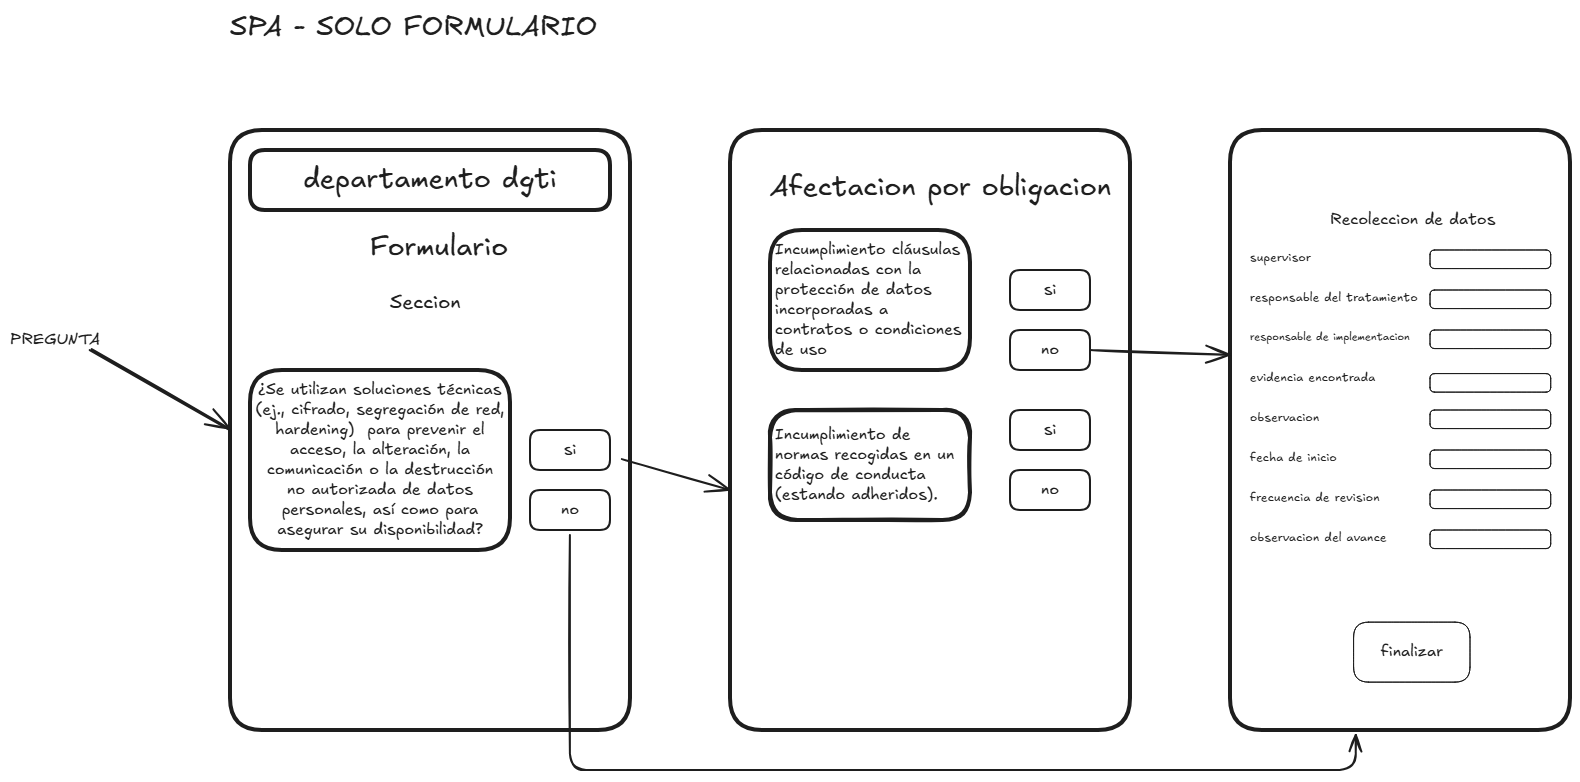 SPA - SOLO FORMULARIO
departamento dgti
Formulario
Seccion
PREGUNTA
¿Se utilizan soluciones técnicas
(ej., cifrado, segregación de red,
hardening)  para prevenir el
acceso, la alteración, la
comunicación o la destrucción
no autorizada de datos
personales, así como para
asegurar su disponibilidad?
si
no
Afectacion por obligacion
Incumplimiento cláusulas
relacionadas con la
protección de datos
incorporadas a
contratos o condiciones
de uso
si
no
Incumplimiento de
normas recogidas en un
código de conducta
(estando adheridos).
si
no
Recoleccion de datos
supervisor
responsable del tratamiento
responsable de implementacion
evidencia encontrada
observacion
fecha de inicio
frecuencia de revision
observacion del avance
finalizar